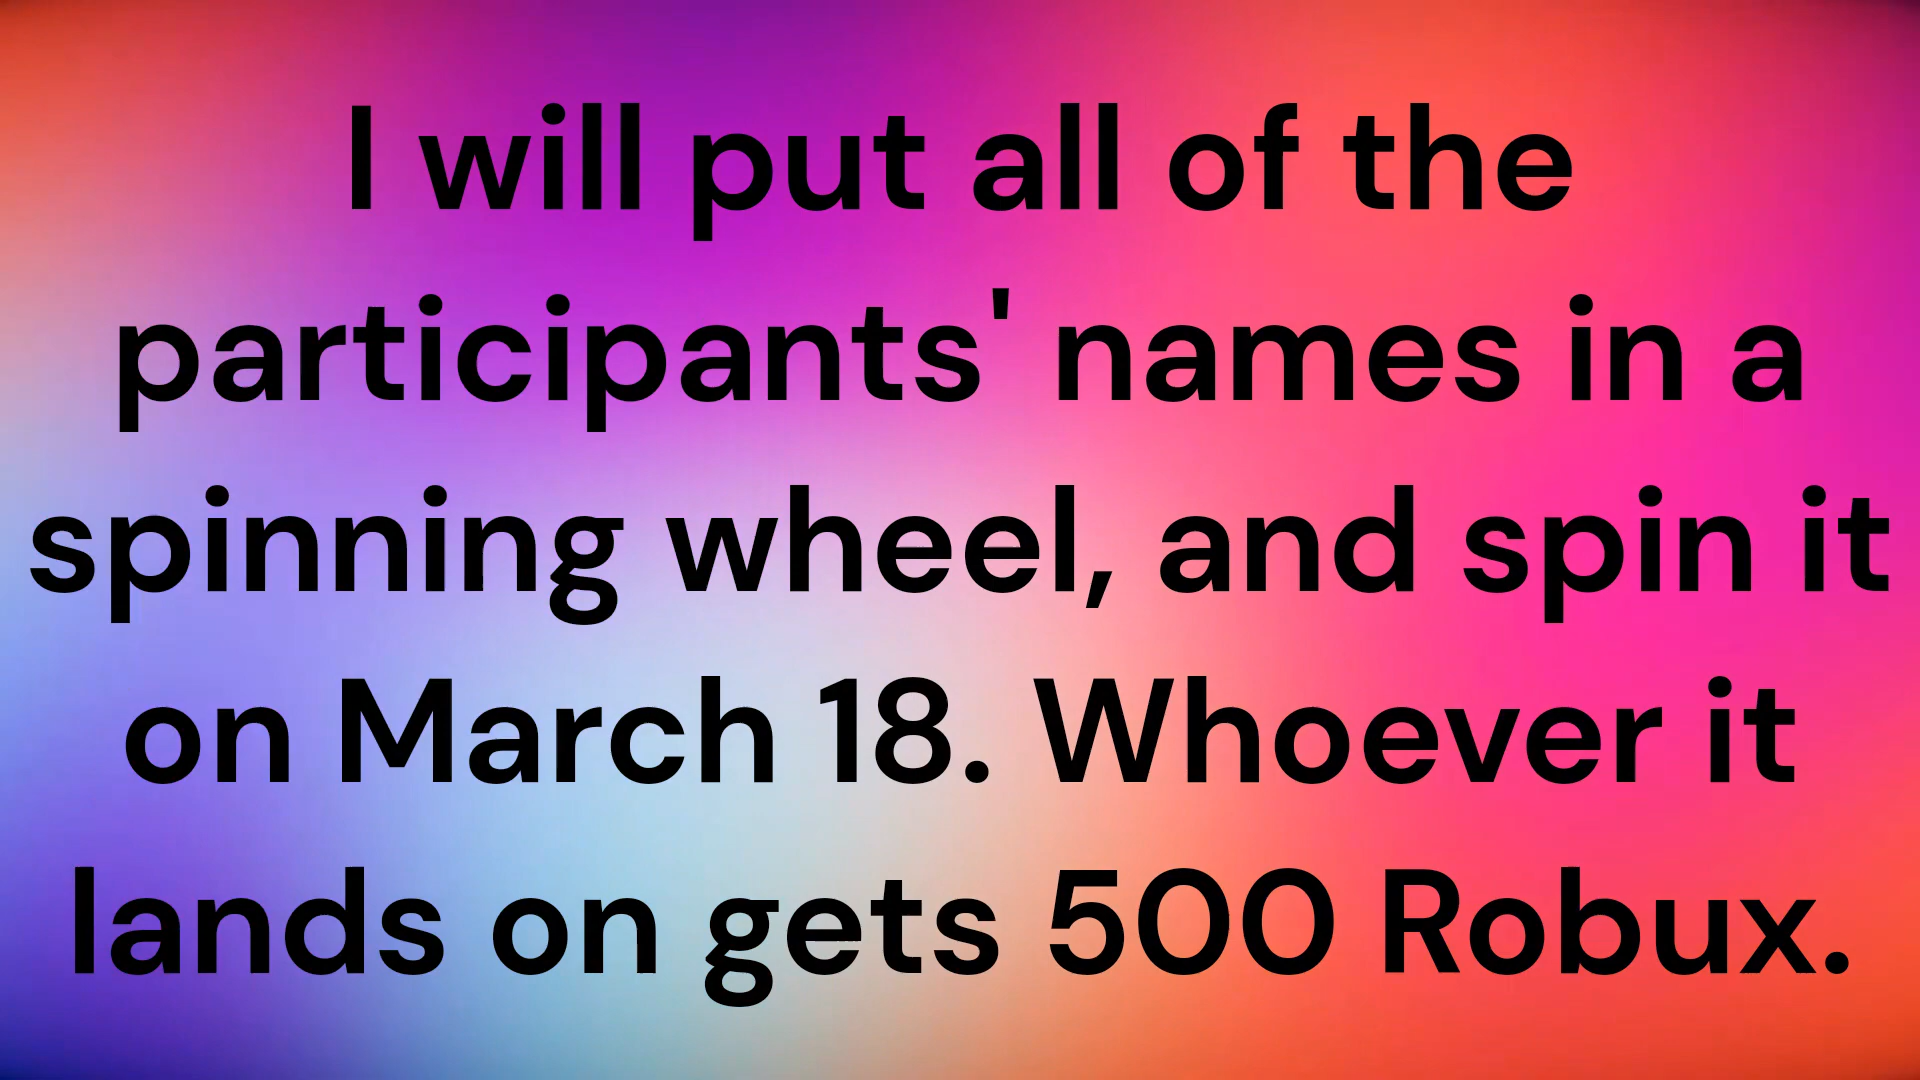 I will put all of the
participants' names in a
spinning wheel, and spin it
on March 18. Whoever it
lands on gets 500 Robux.